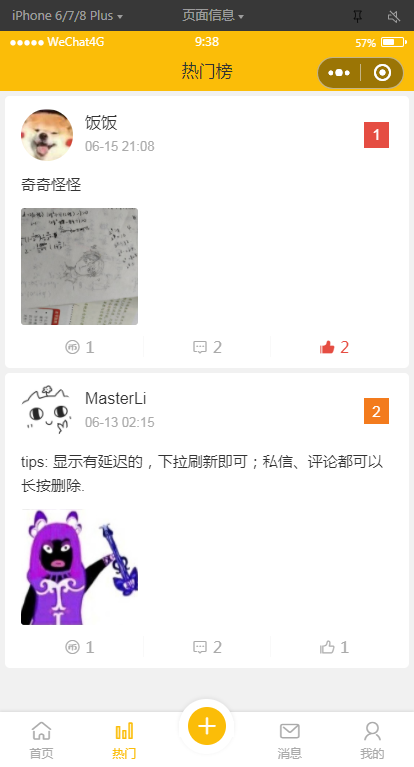 iPhone 6/7/8 Plus 页面信息
WeChat4G 9:38 57%
热门榜
饭饭
06-15 21:08
1
奇奇怪怪
1 2 2
MasterLi
06-13 02:15
2
tips: 显示有延迟的，下拉刷新即可；私信、评论都可以
长按删除.
1 2 1
首页 热门 消息 我的